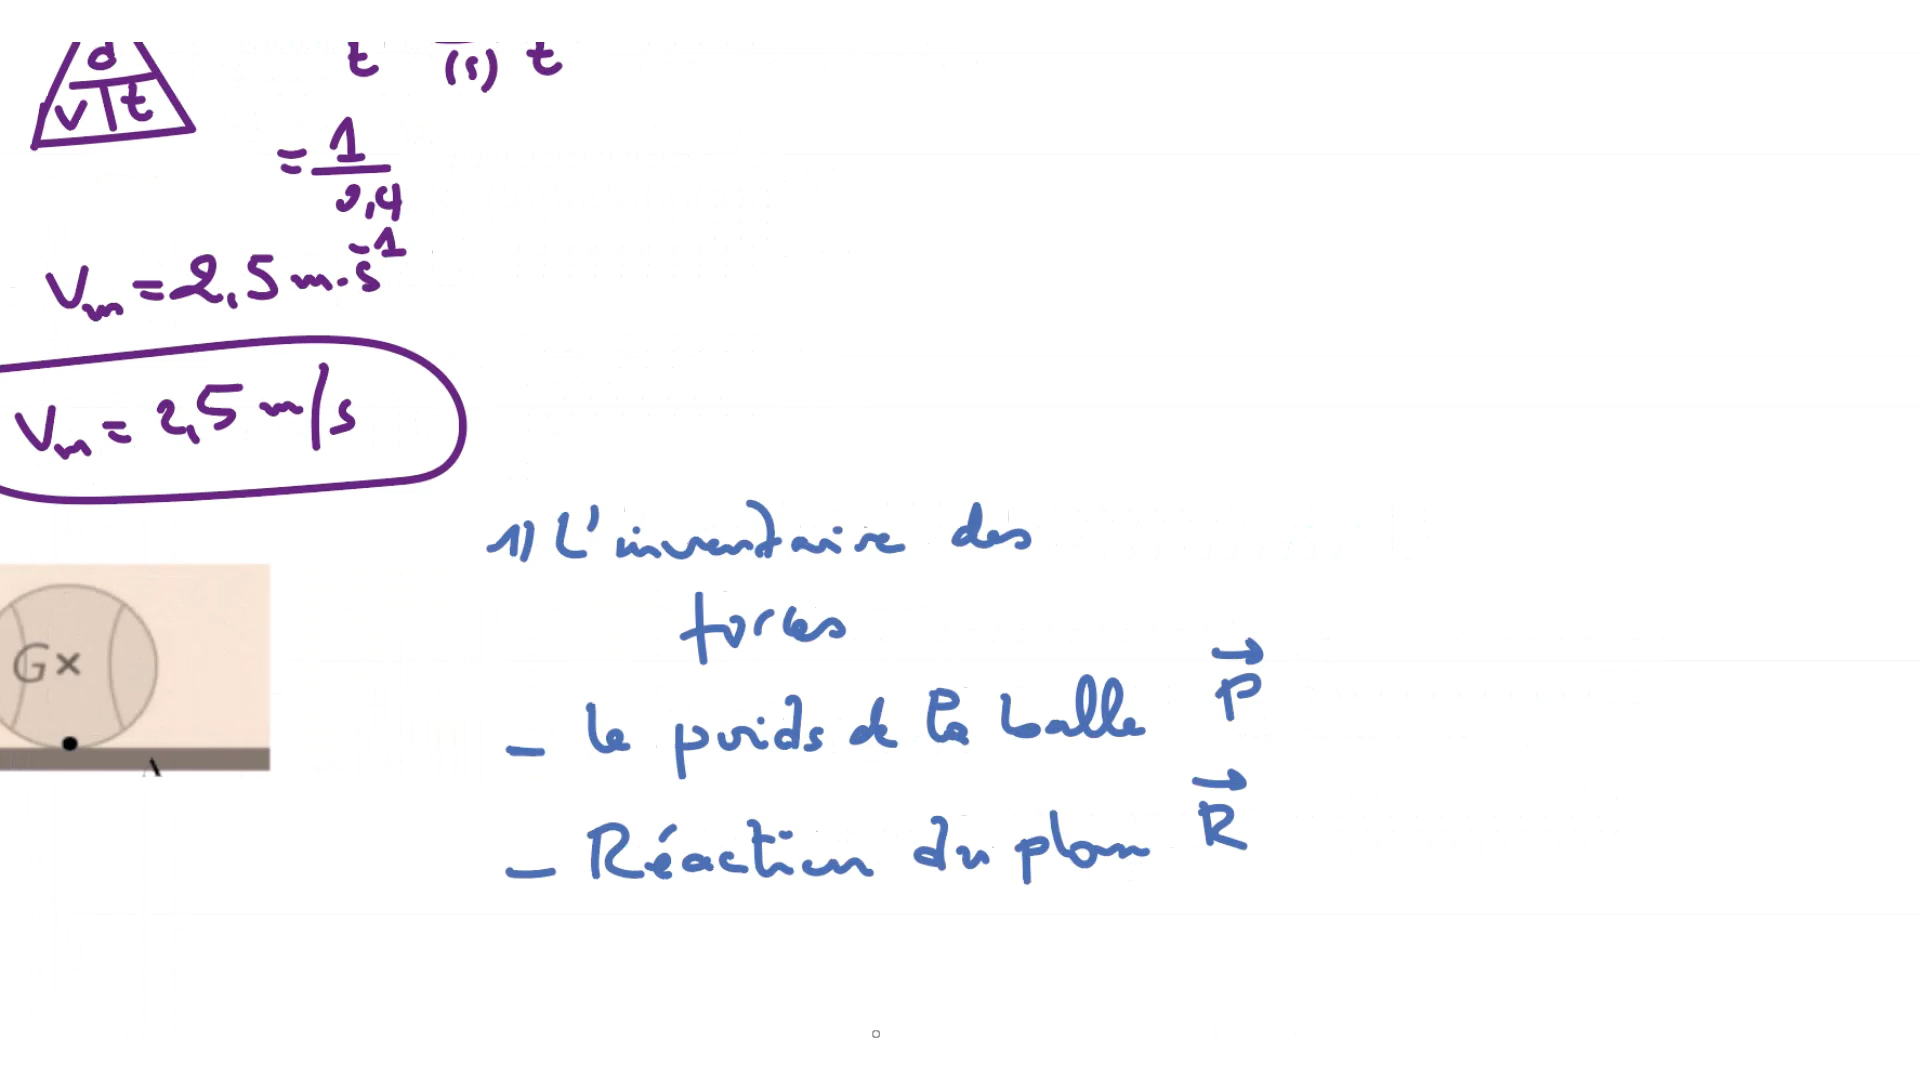 d
v t
t (s) t
= 1
0,4
Vm = 2,5 m.s-1
Vm = 2,5 m/s
1) L'inventaire des
forces
G×
- le poids de la balle P
- Réaction du plan R
A